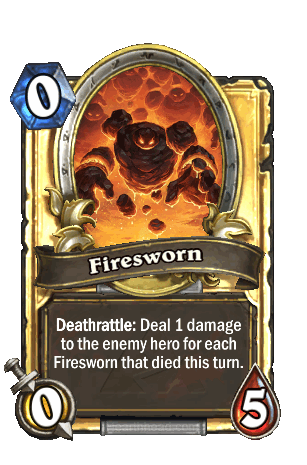 0
Firesworn
Deathrattle: Deal 1 damage
to the enemy hero for each
Firesworn that died this turn.
0
5